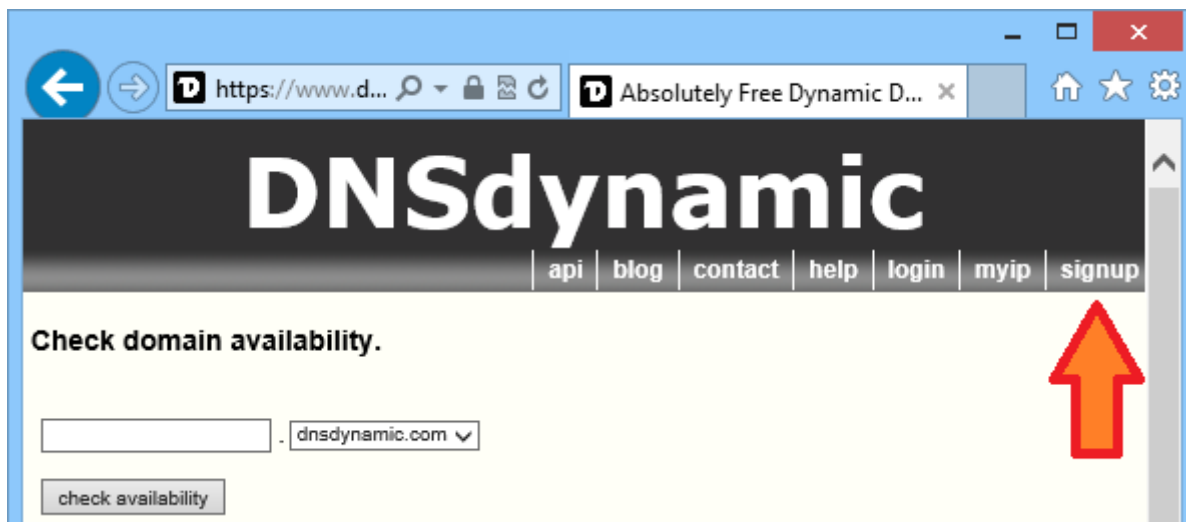 https://www.d...
Absolutely Free Dynamic D...
DNSdynamic
api blog contact help login myip signup
Check domain availability.
. dnsdynamic.com
check availability